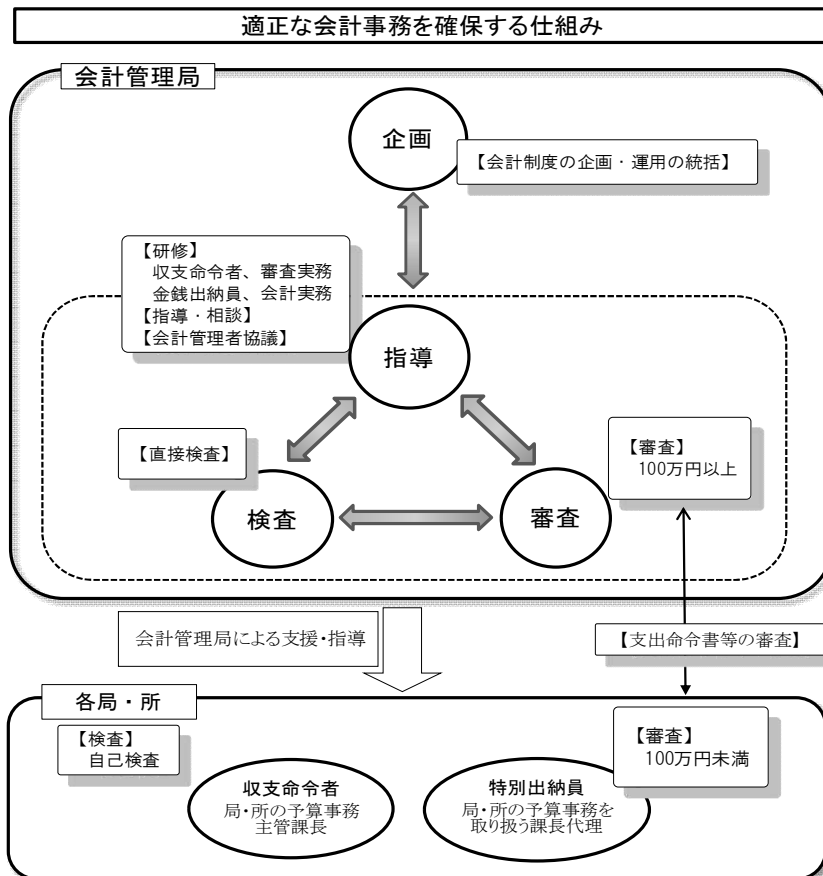 適正な会計事務を確保する仕組み
会計管理局
企画
【会計制度の企画・運用の統括】
【研修】
収支命令者、審査実務
金銭出納員、会計実務
【指導・相談】
【会計管理者協議】
指導
【直接検査】
【審査】
100万円以上
検査
審査
会計管理局による支援・指導
【支出命令書等の審査】
各局・所
【検査】
自己検査
【審査】
100万円未満
収支命令者
局・所の予算事務
主管課長
特別出納員
局・所の予算事務を
取り扱う課長代理